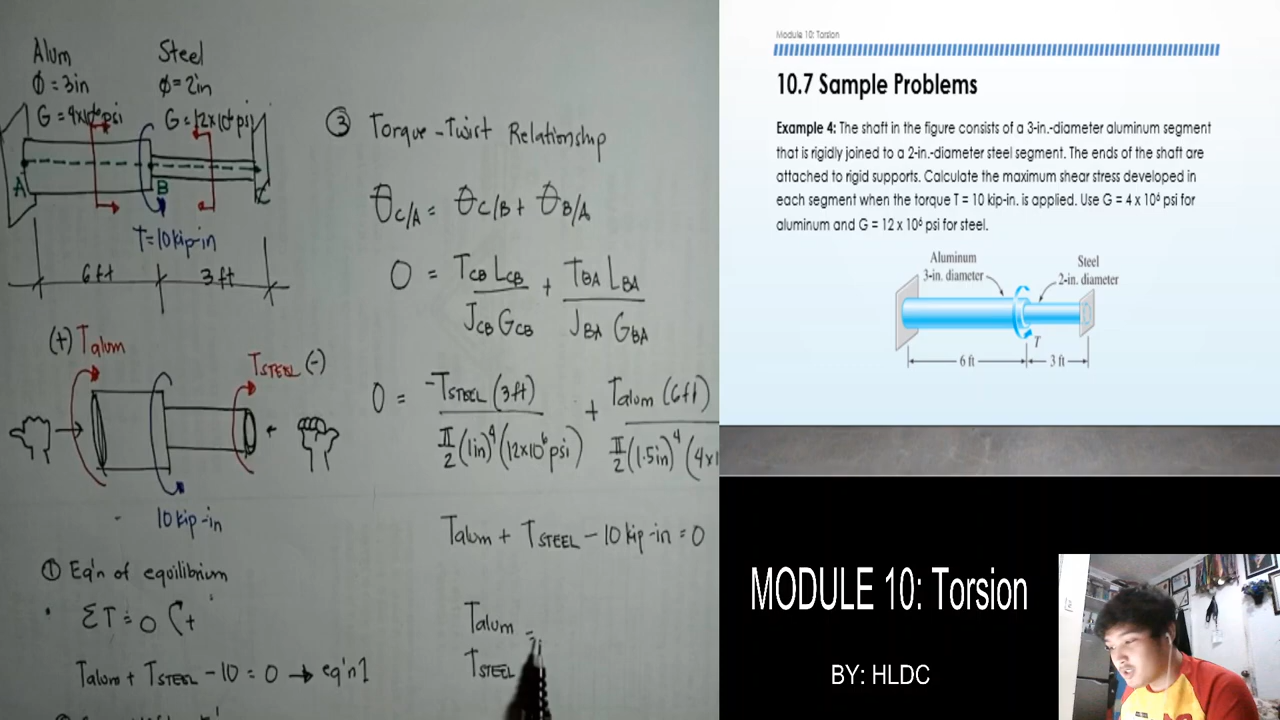 Alum
Φ = 3in
G = 4x10⁶psi
Steel
Φ = 2in
G = 12x10⁶ psi
A
B
C
T=10kip-in
6 ft
3 ft
(+) Talum
TSTEEL (-)
10 kip-in
① Eq'n of eqoilibrium
ΣT = 0 (+
Talum + TSTEEL - 10 = 0 → eq'n 1
③ Torque-Twist Relationship
θC/A = θC/B + θB/A
0 = TCB LCB / JCB GCB + TBA LBA / JBA GBA
0 = -TSTEEL (3ft) / π/2 (1in)⁴ (12x10⁶ psi) + Talum (6ft) / π/2 (1.5in)⁴ (4x1
Talum + TSTEEL - 10 kip-in = 0
Talum =
TSTEEL
Module 10: Torsion
10.7 Sample Problems
Example 4: The shaft in the figure consists of a 3-in.-diameter aluminum segment
that is rigidly joined to a 2-in.-diameter steel segment. The ends of the shaft are
attached to rigid supports. Calculate the maximum shear stress developed in
each segment when the torque T = 10 kip-in. is applied. Use G = 4 x 10⁶ psi for
aluminum and G = 12 x 10⁶ psi for steel.
Aluminum
3-in. diameter
Steel
2-in. diameter
T
6 ft
3 ft
MODULE 10: Torsion
BY: HLDC